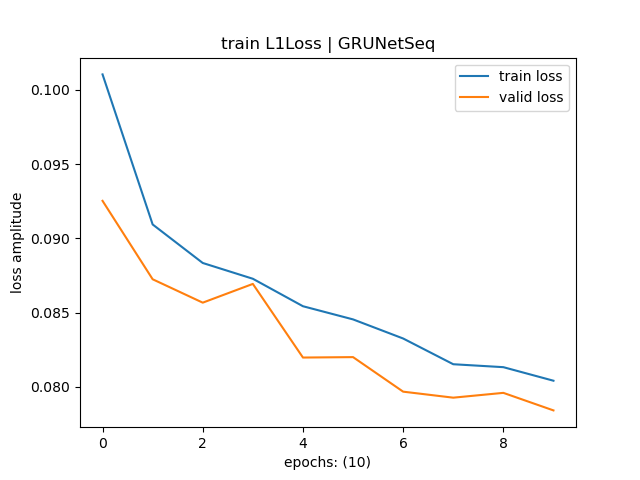 train L1Loss | GRUNetSeq
train loss
valid loss
0.100
0.095
0.090
0.085
0.080
loss amplitude
0 2 4 6 8
epochs: (10)